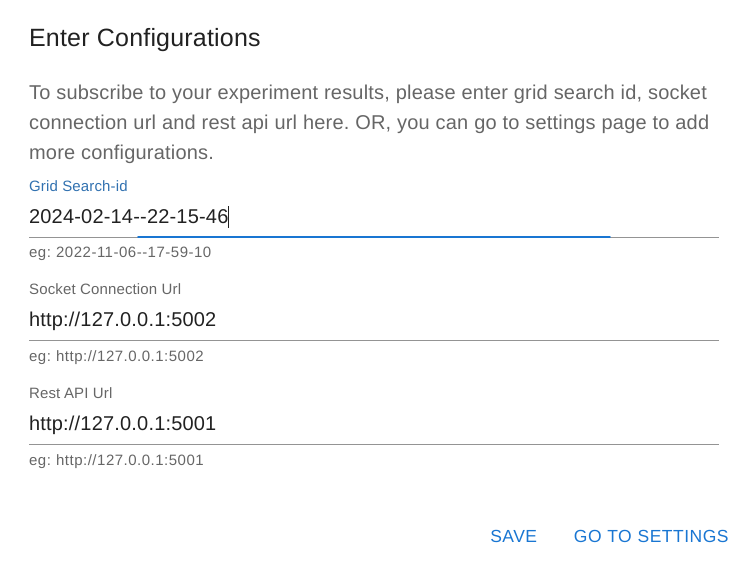 Enter Configurations
To subscribe to your experiment results, please enter grid search id, socket
connection url and rest api url here. OR, you can go to settings page to add
more configurations.
Grid Search-id
2024-02-14--22-15-46
eg: 2022-11-06--17-59-10
Socket Connection Url
http://127.0.0.1:5002
eg: http://127.0.0.1:5002
Rest API Url
http://127.0.0.1:5001
eg: http://127.0.0.1:5001
SAVE GO TO SETTINGS